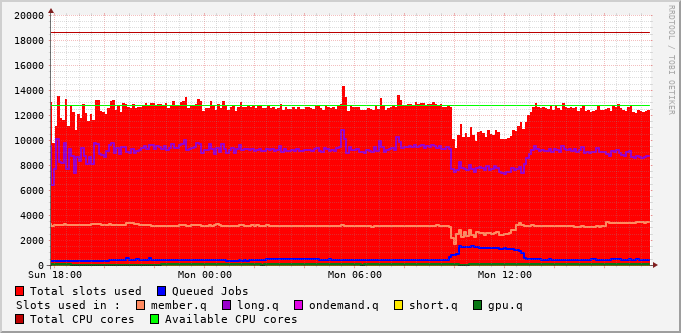 20000
18000
16000
14000
12000
10000
8000
6000
4000
2000
0
Sun 18:00 Mon 00:00 Mon 06:00 Mon 12:00
Total slots used Queued Jobs
Slots used in : member.q long.q ondemand.q short.q gpu.q
Total CPU cores Available CPU cores
RRDTOOL / TOBI OETIKER